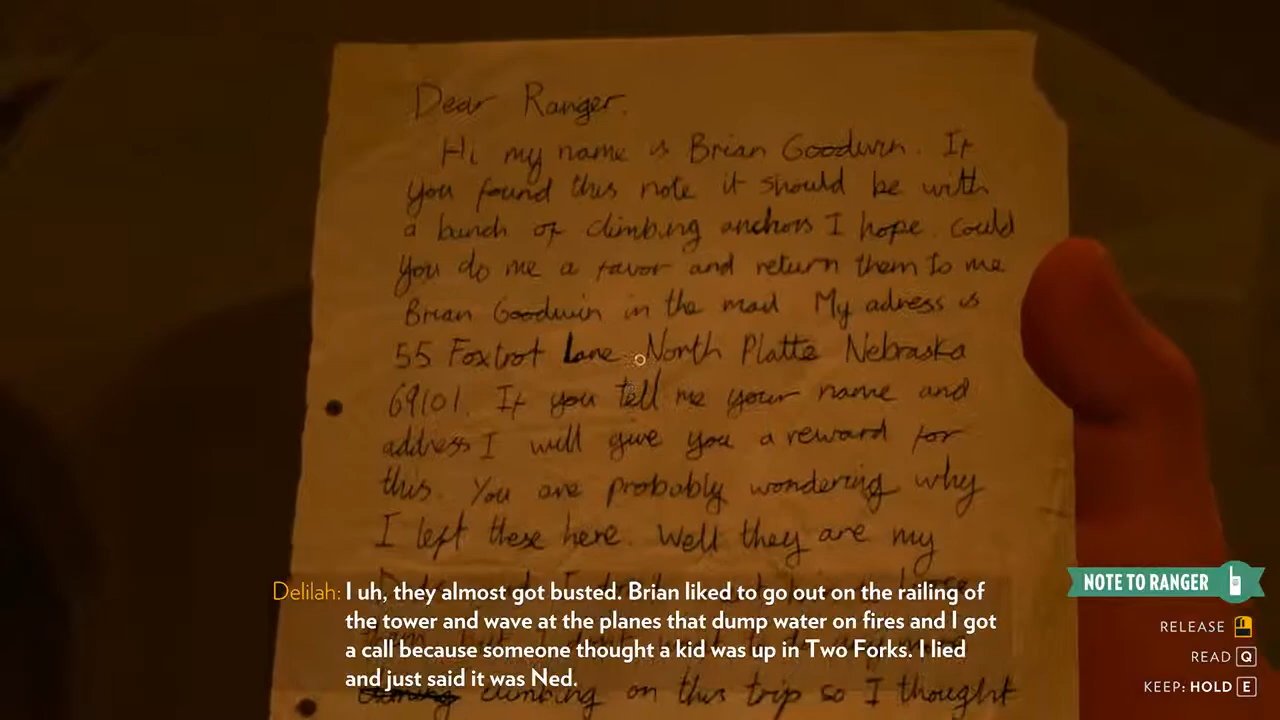 Dear Ranger.
Hi my name is Brian Goodwin. If
you found this note it should be with
a bunch of climbing anchors I hope. Could
you do me a favor and return them to me
Brian Goodwin in the mail My adress is
55 Foxtrot Lane North Platte Nebraska
69101. If you tell me your name and
address I will give you a reward for
this. You are probably wondering why
I left these here. Well they are my
Delilah: I uh, they almost got busted. Brian liked to go out on the railing of
the tower and wave at the planes that dump water on fires and I got
a call because someone thought a kid was up in Two Forks. I lied
and just said it was Ned.
climbing on this trip so I thought
NOTE TO RANGER
RELEASE
READ Q
KEEP: HOLD E